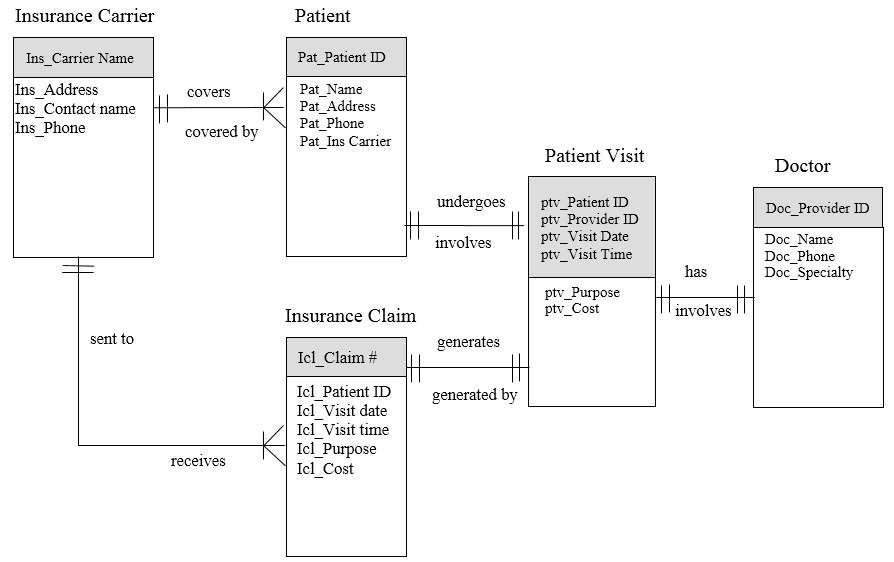 Insurance Carrier
Ins_Carrier Name
Ins_Address
Ins_Contact name
Ins_Phone
covers
covered by
Patient
Pat_Patient ID
Pat_Name
Pat_Address
Pat_Phone
Pat_Ins Carrier
undergoes
involves
Patient Visit
ptv_Patient ID
ptv_Provider ID
ptv_Visit Date
ptv_Visit Time
ptv_Purpose
ptv_Cost
has
involves
Doctor
Doc_Provider ID
Doc_Name
Doc_Phone
Doc_Specialty
sent to
receives
Insurance Claim
Icl_Claim #
Icl_Patient ID
Icl_Visit date
Icl_Visit time
Icl_Purpose
Icl_Cost
generates
generated by